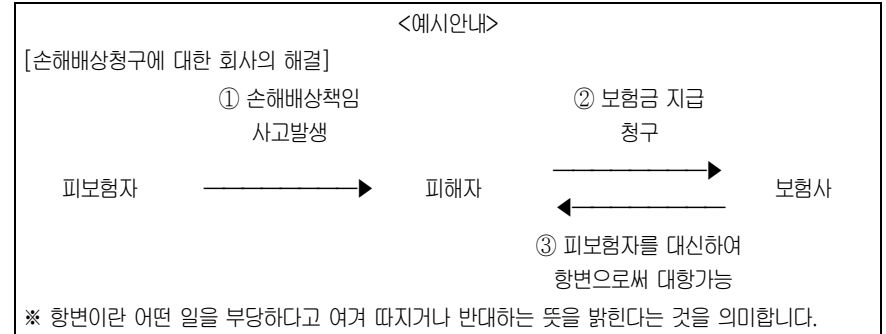 <예시안내>
[손해배상청구에 대한 회사의 해결]
① 손해배상책임
사고발생
② 보험금 지급
청구
피보험자
피해자
보험사
③ 피보험자를 대신하여
항변으로써 대항가능
※ 항변이란 어떤 일을 부당하다고 여겨 따지거나 반대하는 뜻을 밝힌다는 것을 의미합니다.